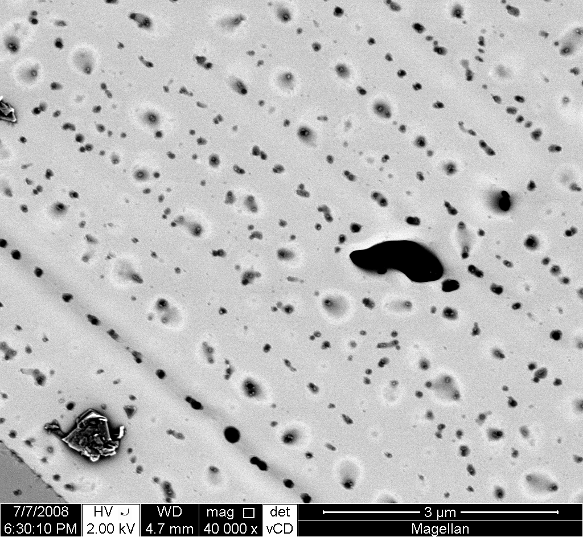 7/7/2008 HV WD mag □ det 3 µm
6:30:10 PM 2.00 kV 4.7 mm 40 000 x vCD Magellan